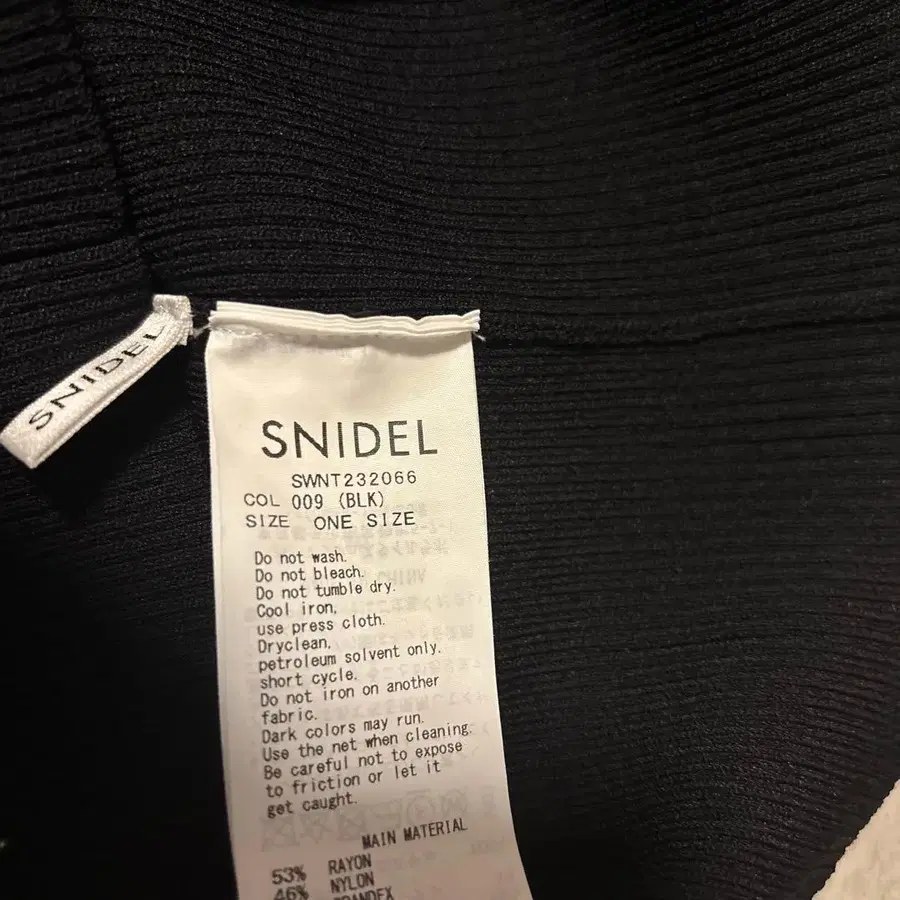 SNIDEL
SNIDEL
SWNT232066
COL 009 (BLK)
SIZE ONE SIZE
Do not wash.
Do not bleach.
Do not tumble dry.
Cool iron,
use press cloth.
Dryclean,
petroleum solvent only.
short cycle.
Do not iron on another
fabric.
Dark colors may run.
Use the net when cleaning.
Be careful not to expose
to friction or let it
get caught.
MAIN MATERIAL
53% RAYON
46% NYLON